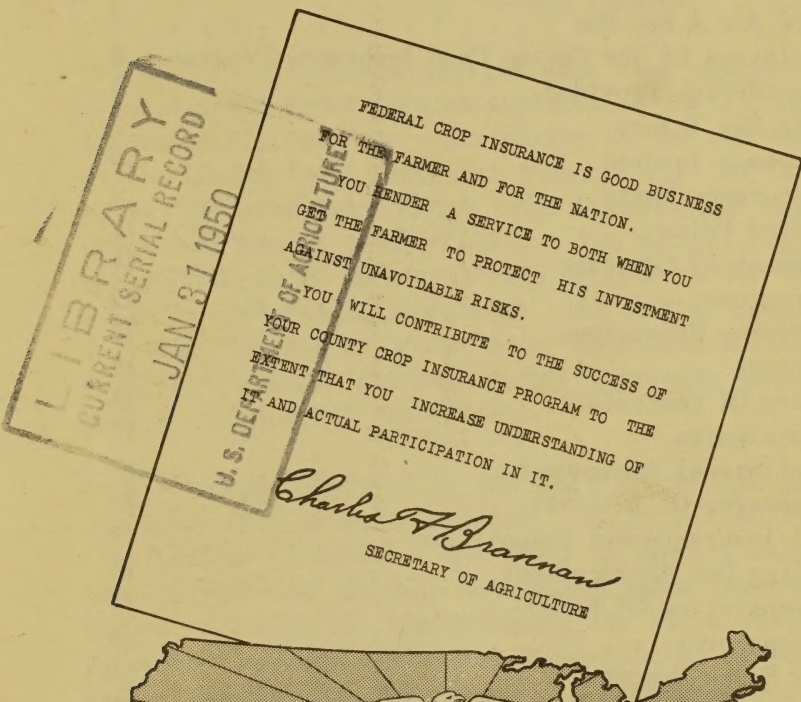 LIBRARY
CURRENT SERIAL RECORD
JAN 31 1950
U.S. DEPARTMENT OF AGRICULTURE
FEDERAL CROP INSURANCE IS GOOD BUSINESS
FOR THE FARMER AND FOR THE NATION.
YOU RENDER A SERVICE TO BOTH WHEN YOU
GET THE FARMER TO PROTECT HIS INVESTMENT
AGAINST UNAVOIDABLE RISKS.
YOU WILL CONTRIBUTE TO THE SUCCESS OF
YOUR COUNTY CROP INSURANCE PROGRAM TO THE
EXTENT THAT YOU INCREASE UNDERSTANDING OF
IT AND ACTUAL PARTICIPATION IN IT.
Charles F Brannan
SECRETARY OF AGRICULTURE